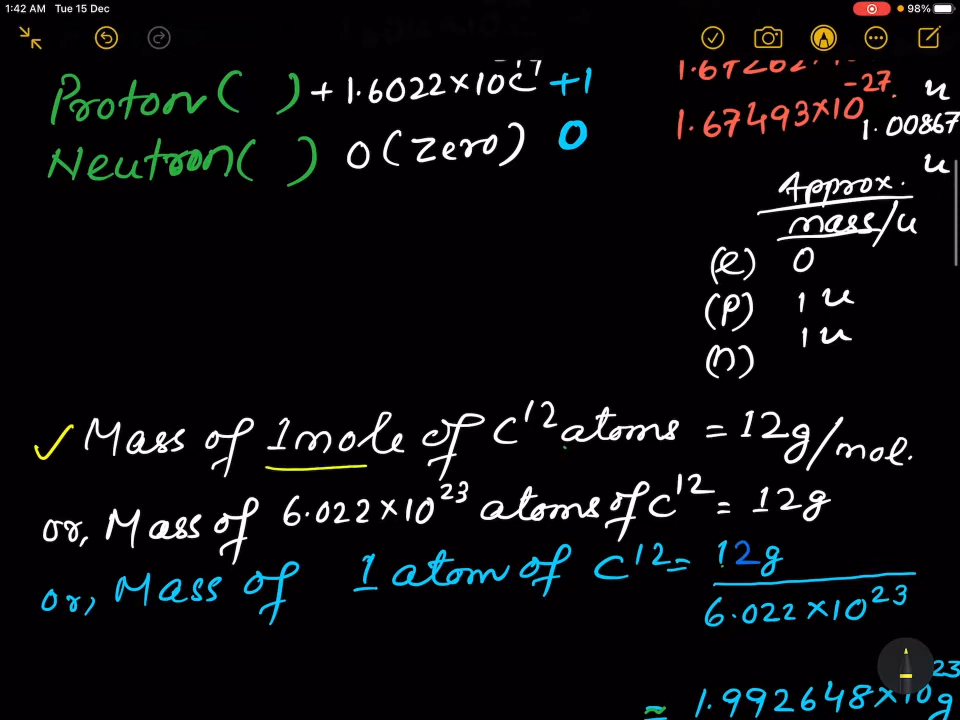 1:42 AM Tue 15 Dec
98%
Proton( ) + 1.6022×10 C +1
-27
1.67493×10
u
1.00867
u
Neutron( ) 0 (Zero) 0
Approx.
mass/u
(e) 0
(p) 1 u
(n) 1 u
✓ Mass of 1 mole of C¹² atoms = 12g/mol.
or, Mass of 6.022×10²³ atoms of C¹² = 12g
or, Mass of 1 atom of C¹² = 12g
6.022×10²³
≈ 1.992648×10²³g